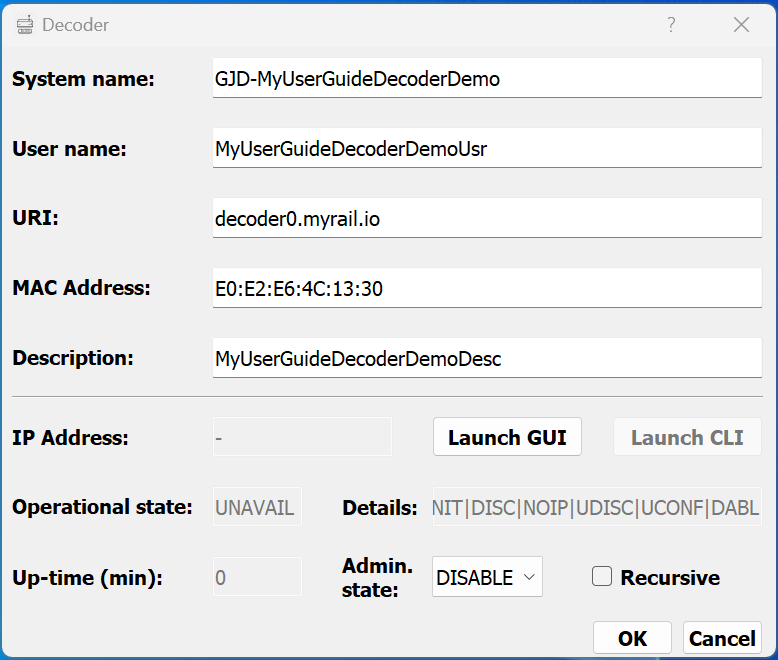 Decoder ?
System name: GJD-MyUserGuideDecoderDemo
User name: MyUserGuideDecoderDemoUsr
URI: decoder0.myrail.io
MAC Address: E0:E2:E6:4C:13:30
Description: MyUserGuideDecoderDemoDesc
IP Address: - Launch GUI Launch CLI
Operational state: UNAVAIL Details: NIT|DISC|NOIP|UDISC|UCONF|DABL
Up-time (min): 0 Admin. state: DISABLE Recursive
OK Cancel